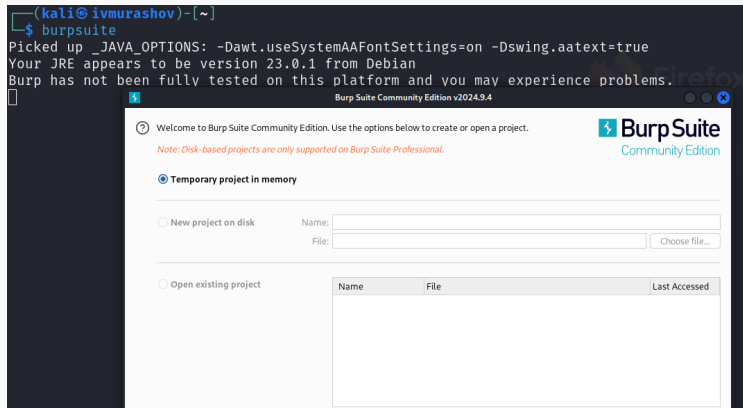 (kali㉿ivmurashov)-[~]
$ burpsuite
Picked up _JAVA_OPTIONS: -Dawt.useSystemAAFontSettings=on -Dswing.aatext=true
Your JRE appears to be version 23.0.1 from Debian
Burp has not been fully tested on this platform and you may experience problems.
Firefox
Burp Suite Community Edition v2024.9.4
Welcome to Burp Suite Community Edition. Use the options below to create or open a project.
Note: Disk-based projects are only supported on Burp Suite Professional.
Burp Suite
Community Edition
Temporary project in memory
New project on disk Name:
File: Choose file...
Open existing project Name File Last Accessed